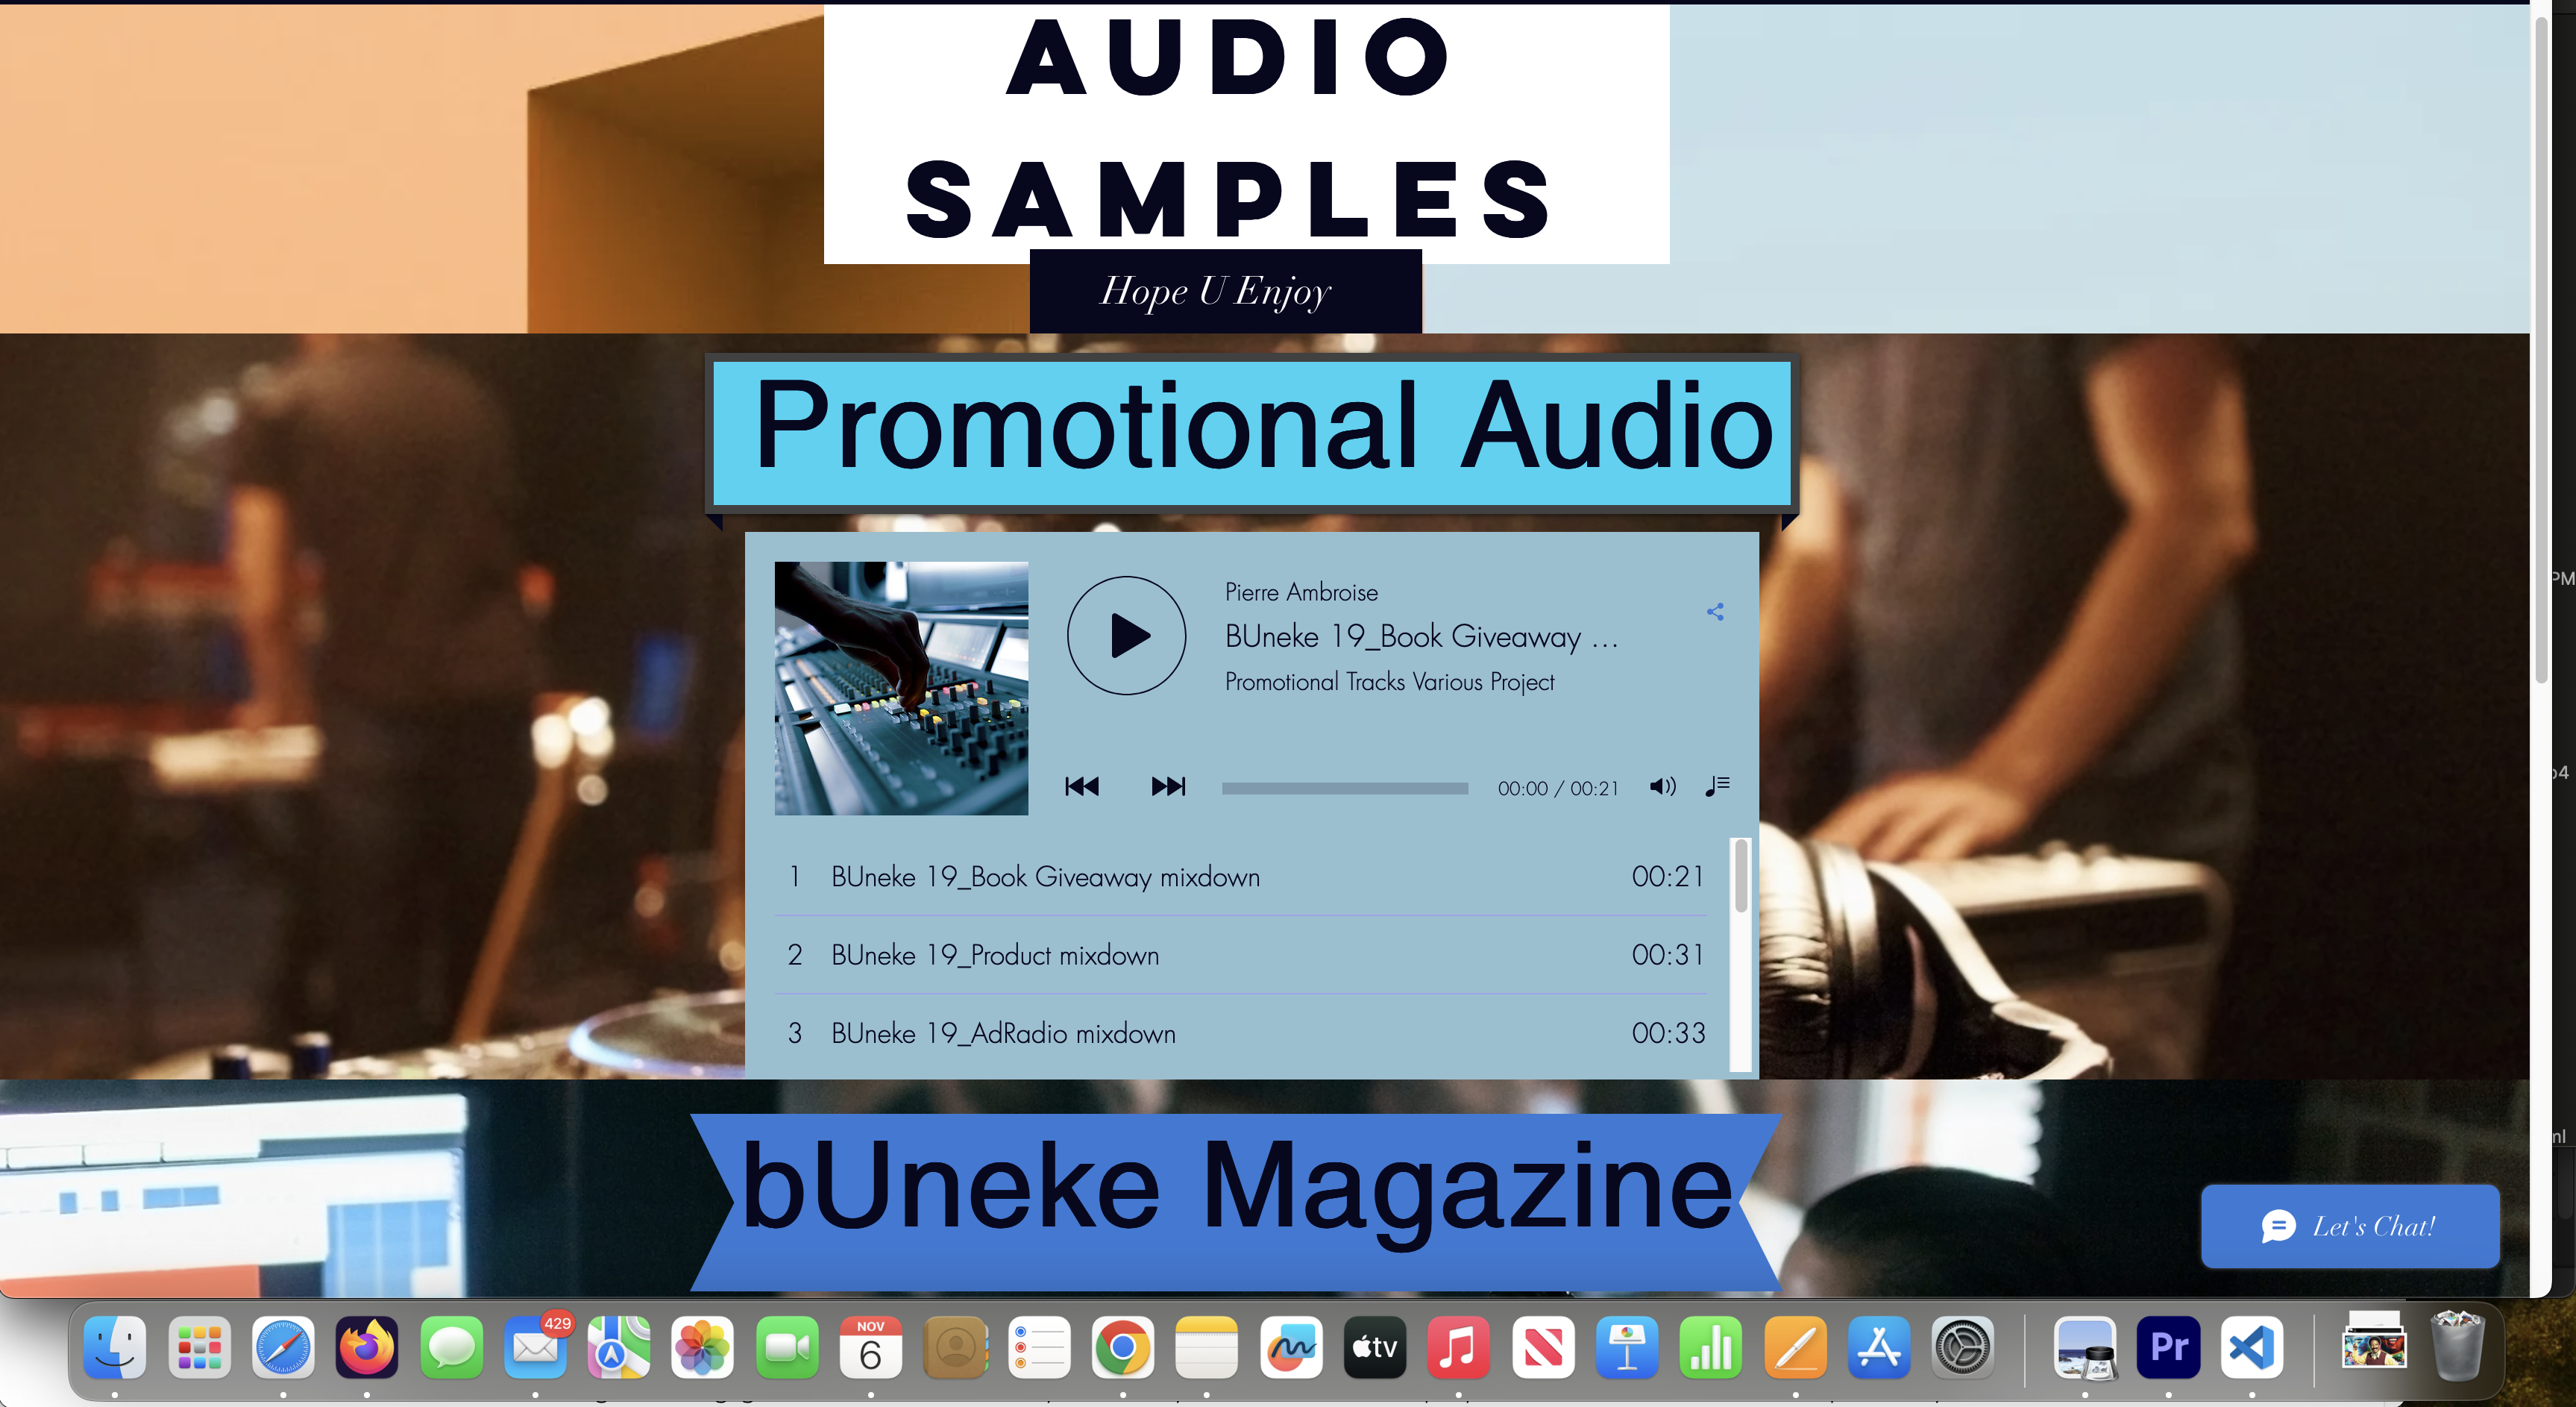 AUDIO
SAMPLES
Hope U Enjoy
Promotional Audio
Pierre Ambroise
BUneke 19_Book Giveaway ...
Promotional Tracks Various Project
00:00 / 00:21
1 BUneke 19_Book Giveaway mixdown 00:21
2 BUneke 19_Product mixdown 00:31
3 BUneke 19_AdRadio mixdown 00:33
bUneke Magazine
Let's Chat!
PM
429
NOV
6
tv
Pr